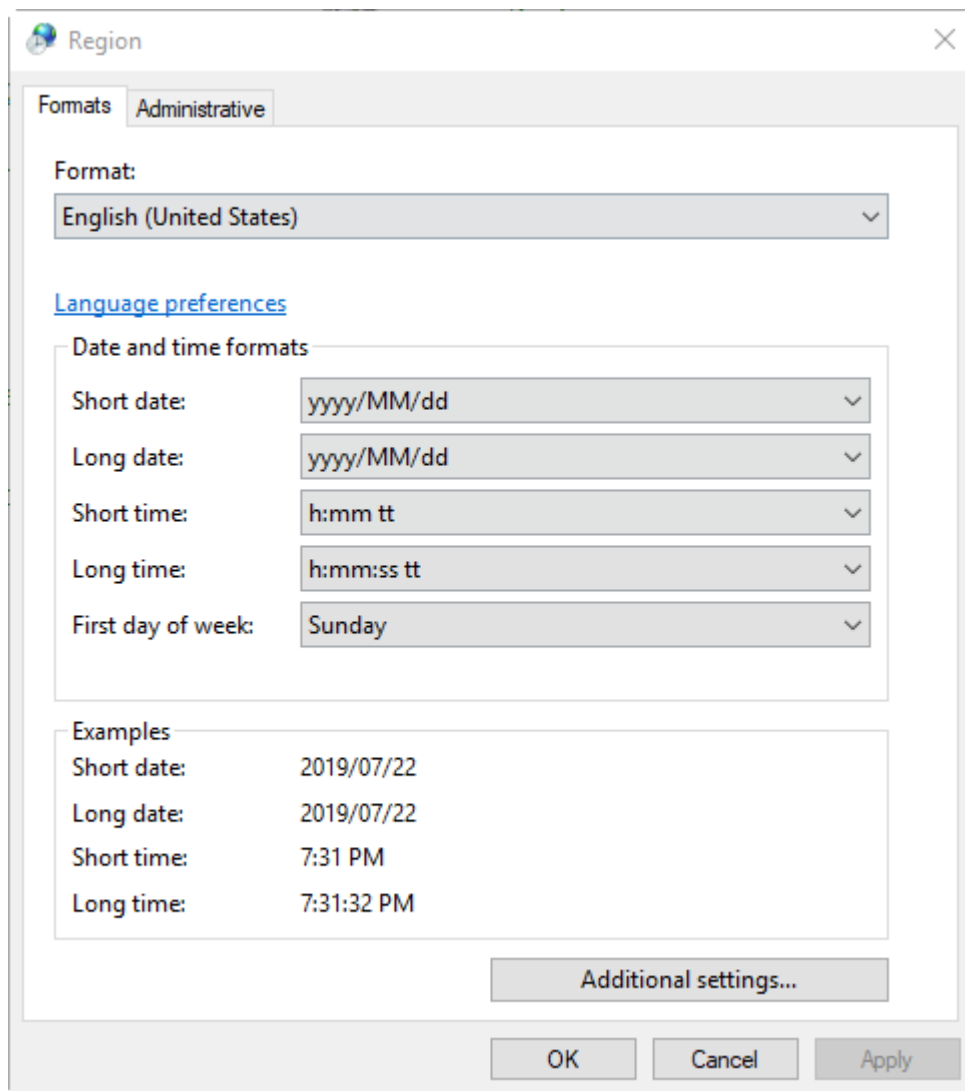 Region
Formats Administrative
Format:
English (United States)
Language preferences
Date and time formats
Short date: yyyy/MM/dd
Long date: yyyy/MM/dd
Short time: h:mm tt
Long time: h:mm:ss tt
First day of week: Sunday
Examples
Short date: 2019/07/22
Long date: 2019/07/22
Short time: 7:31 PM
Long time: 7:31:32 PM
Additional settings...
OK Cancel Apply